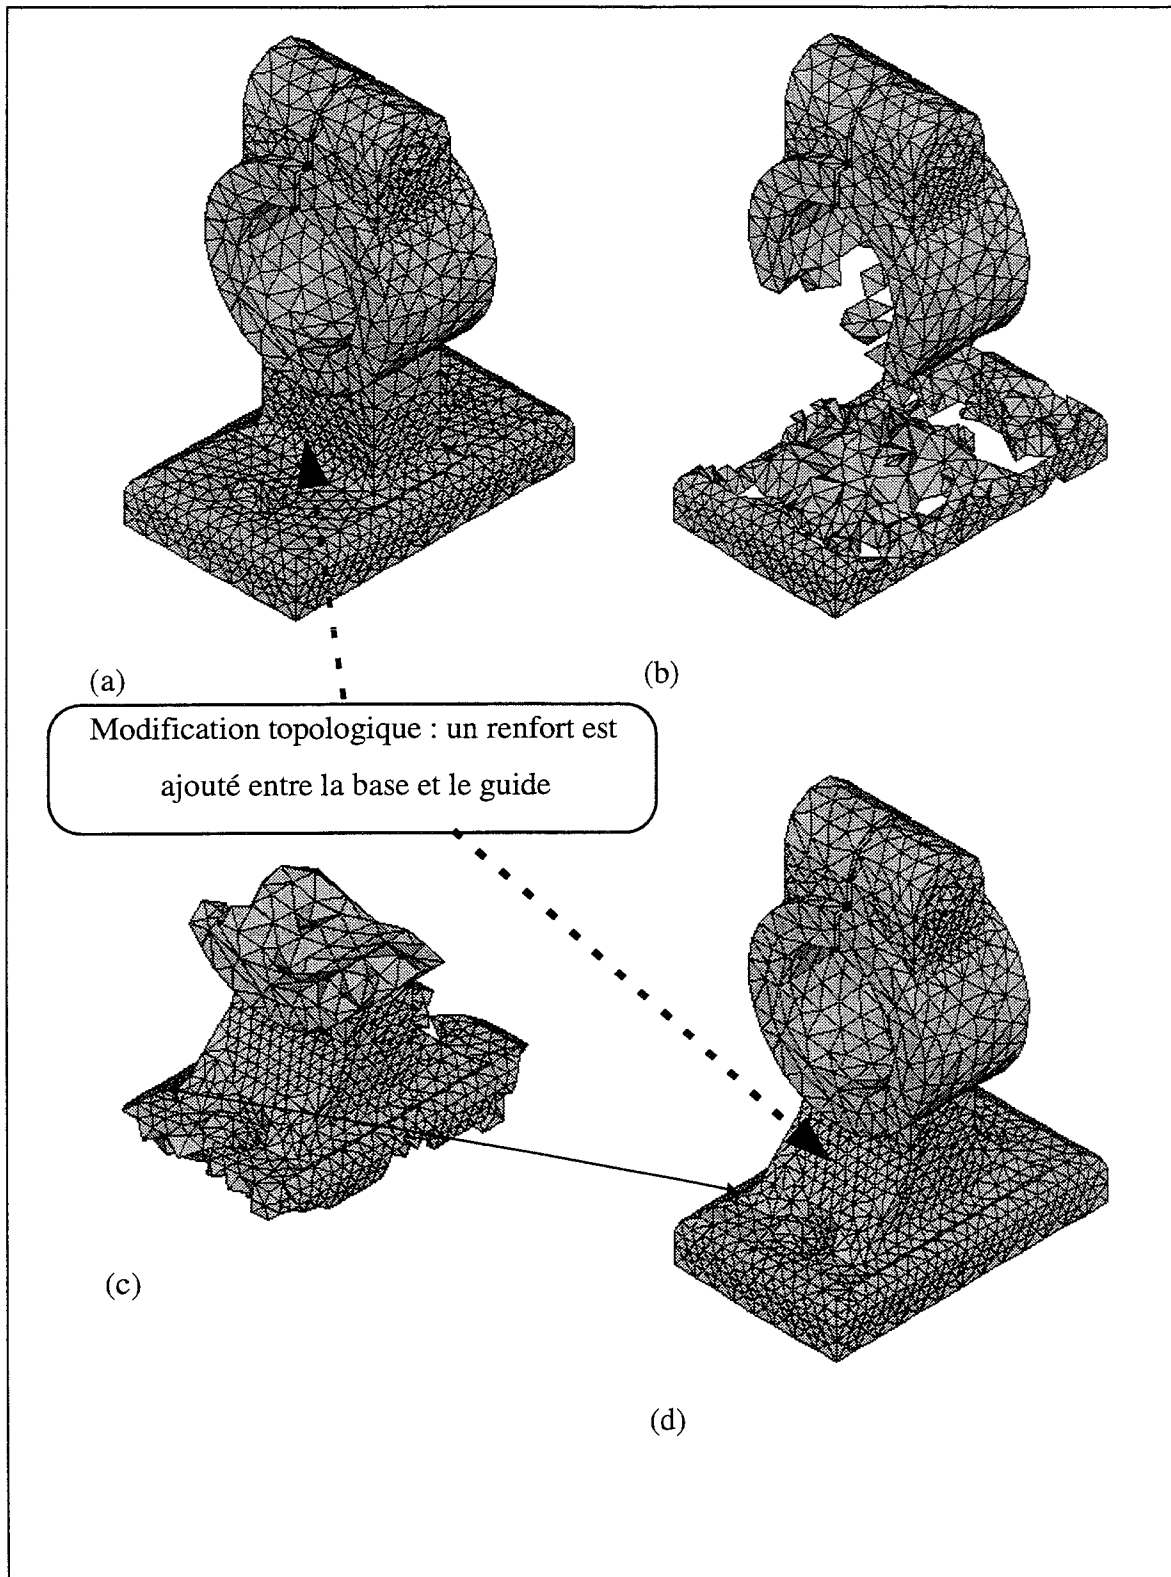 (a)
(b)
Modification topologique : un renfort est
ajouté entre la base et le guide
(c)
(d)